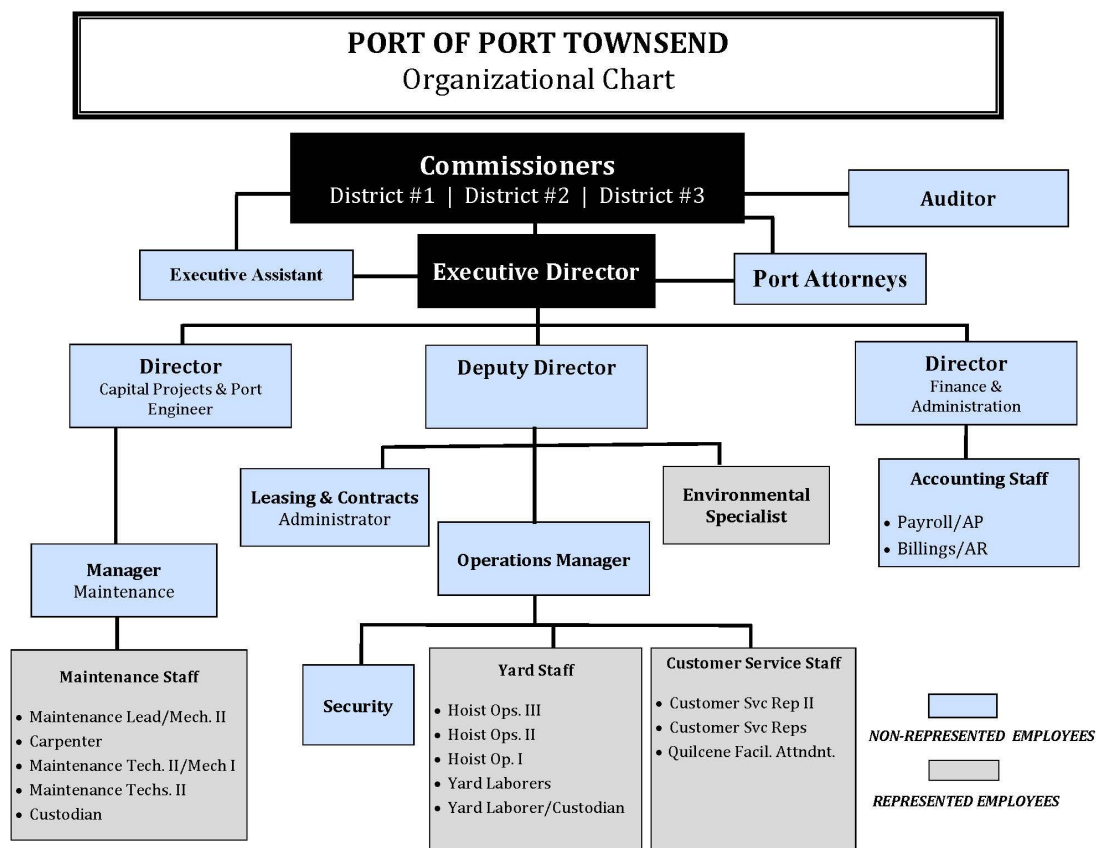 PORT OF PORT TOWNSEND
Organizational Chart
Commissioners
District #1 | District #2 | District #3
Auditor
Executive Assistant
Executive Director
Port Attorneys
Director
Capital Projects & Port
Engineer
Deputy Director
Director
Finance &
Administration
Leasing & Contracts
Administrator
Environmental
Specialist
Accounting Staff
• Payroll/AP
• Billings/AR
Operations Manager
Manager
Maintenance
Maintenance Staff
• Maintenance Lead/Mech. II
• Carpenter
• Maintenance Tech. II/Mech I
• Maintenance Techs. II
• Custodian
Security
Yard Staff
• Hoist Ops. III
• Hoist Ops. II
• Hoist Op. I
• Yard Laborers
• Yard Laborer/Custodian
Customer Service Staff
• Customer Svc Rep II
• Customer Svc Reps
• Quilcene Facil. Attndnt.
NON-REPRESENTED EMPLOYEES
REPRESENTED EMPLOYEES